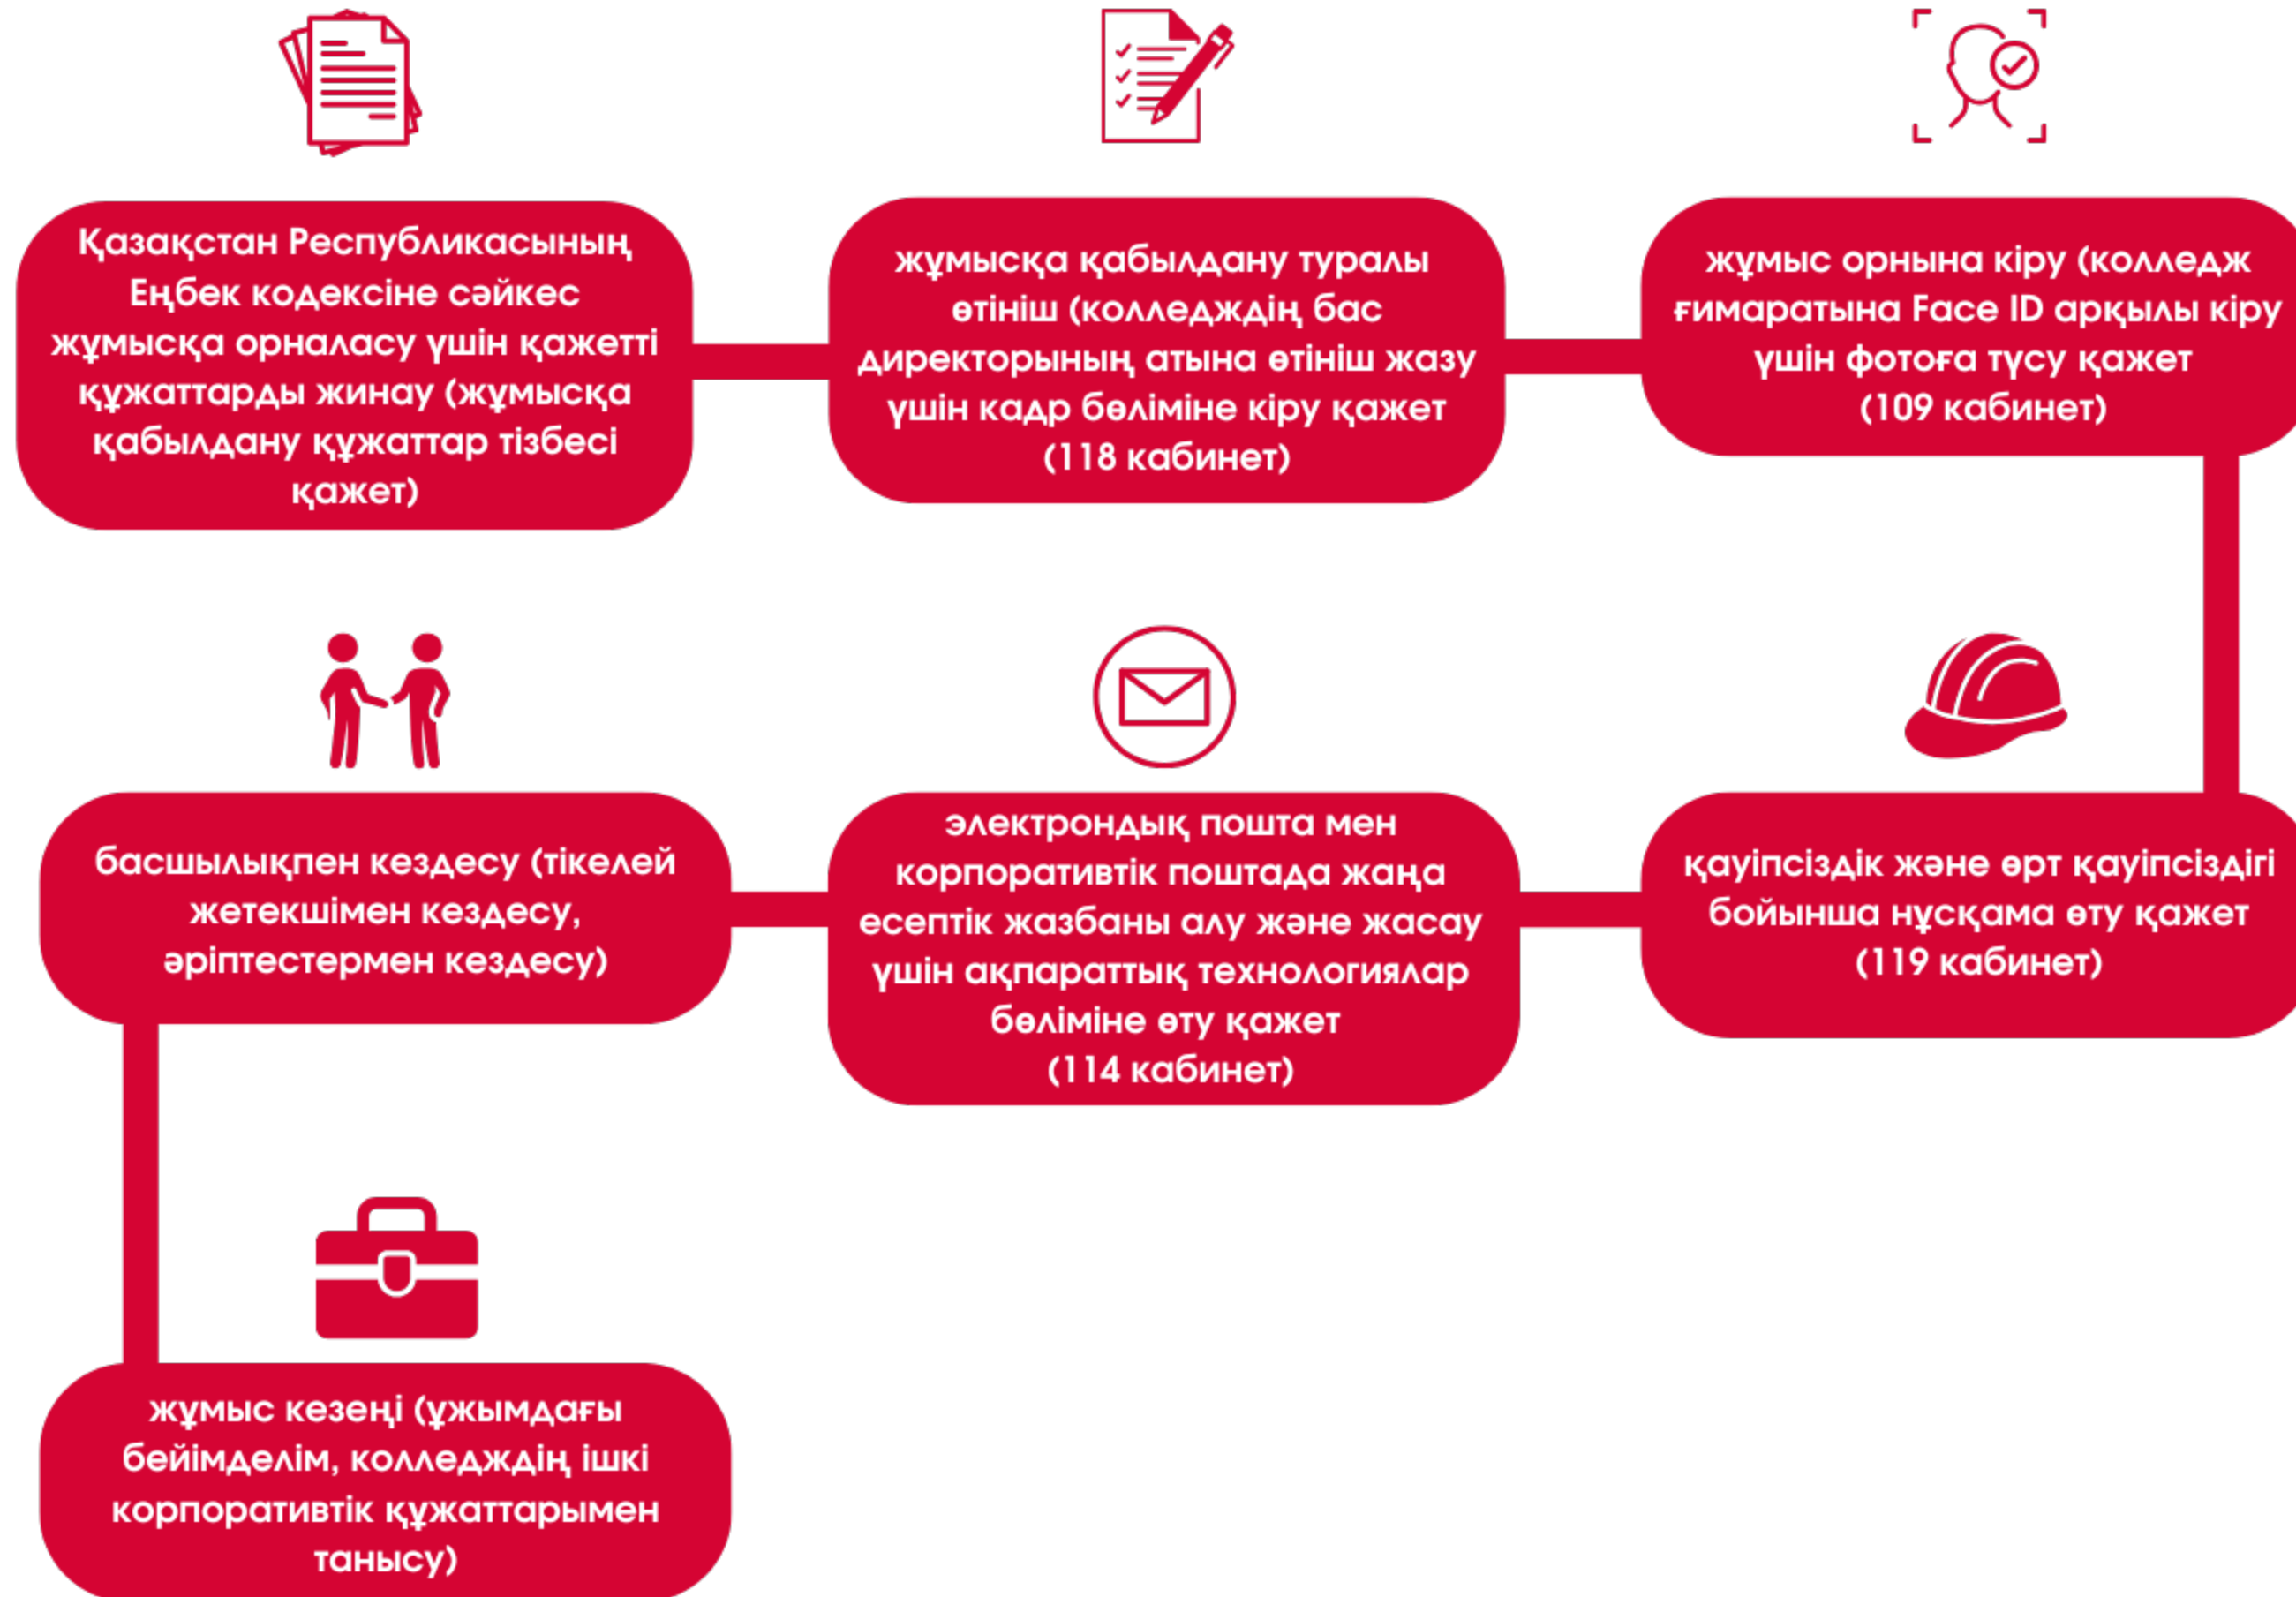 Қазақстан Республикасының
Еңбек кодексіне сәйкес
жұмысқа орналасу үшін қажетті
құжаттарды жинау (жұмысқа
қабылдану құжаттар тізбесі
қажет)
жұмысқа қабылдану туралы
өтініш (колледждің бас
директорының атына өтініш жазу
үшін кадр бөліміне кіру қажет
(118 кабинет)
жұмыс орнына кіру (колледж
ғимаратына Face ID арқылы кіру
үшін фотоға түсу қажет
(109 кабинет)
қауіпсіздік және өрт қауіпсіздігі
бойынша нұсқама өту қажет
(119 кабинет)
электрондық пошта мен
корпоративтік поштада жаңа
есептік жазбаны алу және жасау
үшін ақпараттық технологиялар
бөліміне өту қажет
(114 кабинет)
басшылықпен кездесу (тікелей
жетекшімен кездесу,
әріптестермен кездесу)
жұмыс кезеңі (ұжымдағы
бейімделім, колледждің ішкі
корпоративтік құжаттарымен
танысу)